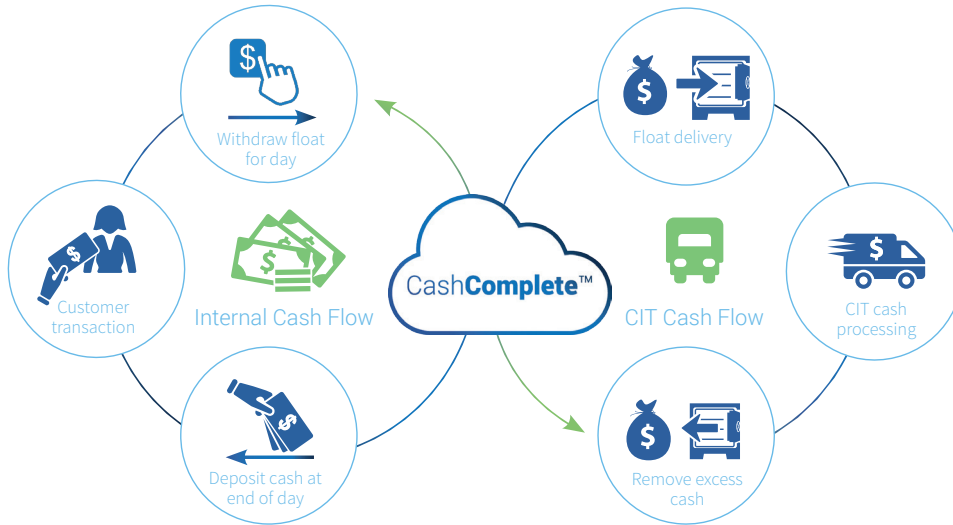 Withdraw float
for day
Float delivery
Customer
transaction
Internal Cash Flow
CashComplete™
CIT Cash Flow
CIT cash
processing
Deposit cash at
end of day
Remove excess
cash
$
$
$
$
$
$
$